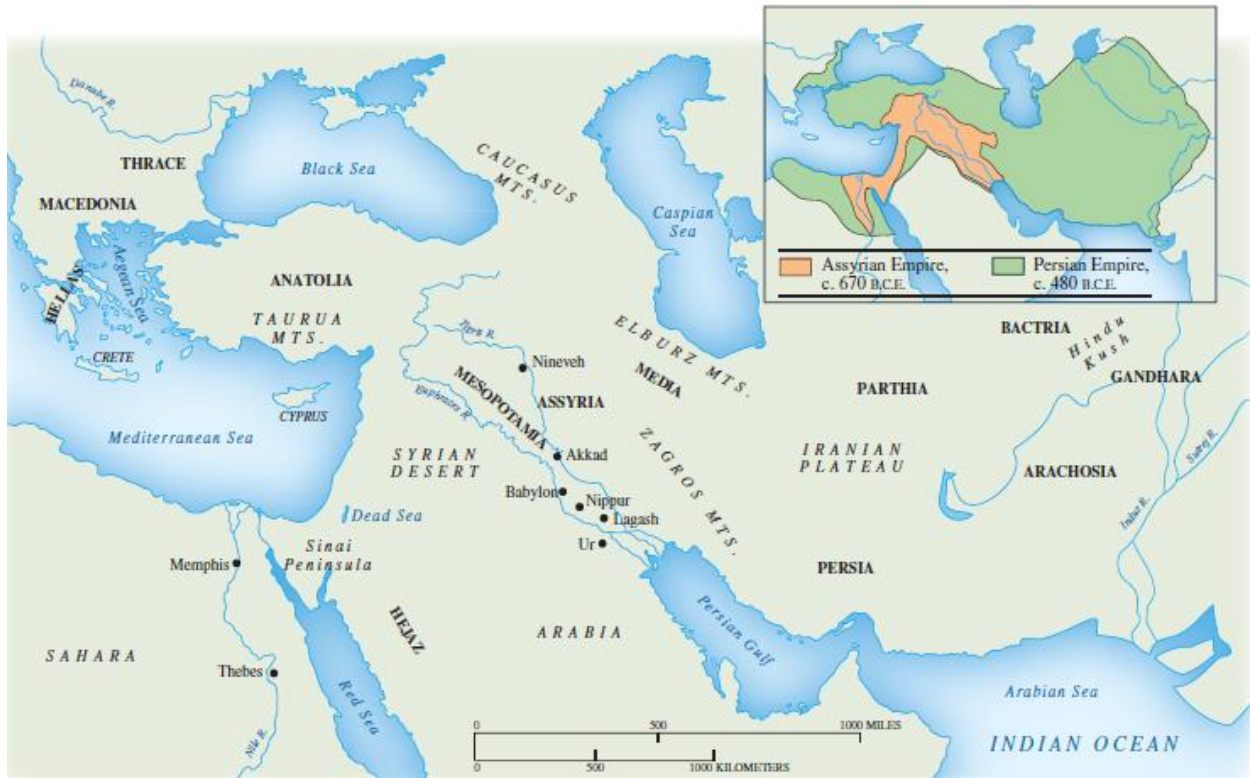 Danube R.
THRACE
Black Sea
CAUCASUS
MTS.
MACEDONIA
Caspian
Sea
Assyrian Empire,
c. 670 B.C.E.
Persian Empire,
c. 480 B.C.E.
HELLAS
Aegean Sea
ANATOLIA
TAURUA
MTS.
CRETE
CYPRUS
Mediterranean Sea
Tigris R.
Nineveh
MESOPOTAMIA
Euphrates R.
ASSYRIA
ELBURZ MTS.
MEDIA
BACTRIA
Hindu
Kush
GANDHARA
PARTHIA
SYRIAN
DESERT
Akkad
ZAGROS MTS.
IRANIAN
PLATEAU
ARACHOSIA
Sutlej R.
Indus R.
Babylon
Nippur
Lagash
Ur
Dead Sea
Sinai
Peninsula
Memphis
PERSIA
HEJAZ
ARABIA
Persian Gulf
SAHARA
Thebes
Red Sea
Nile R.
Arabian Sea
INDIAN OCEAN
0 500 1000 MILES
0 500 1000 KILOMETERS